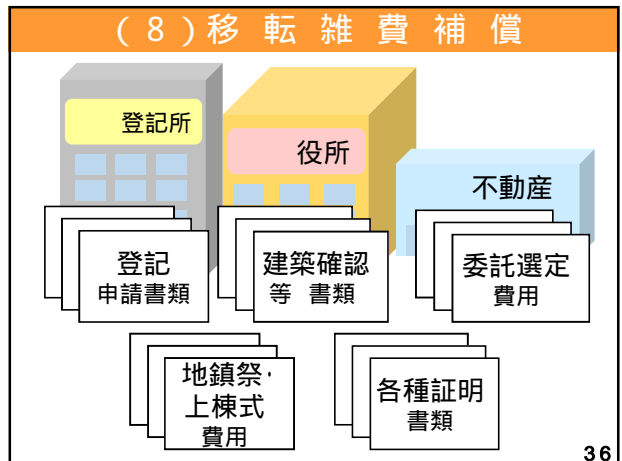 (８)移転雑費補償
登記所
役所
不動産
登記
申請書類
建築確認
等 書類
委託選定
費用
地鎮祭・
上棟式
費用
各種証明
書類
36